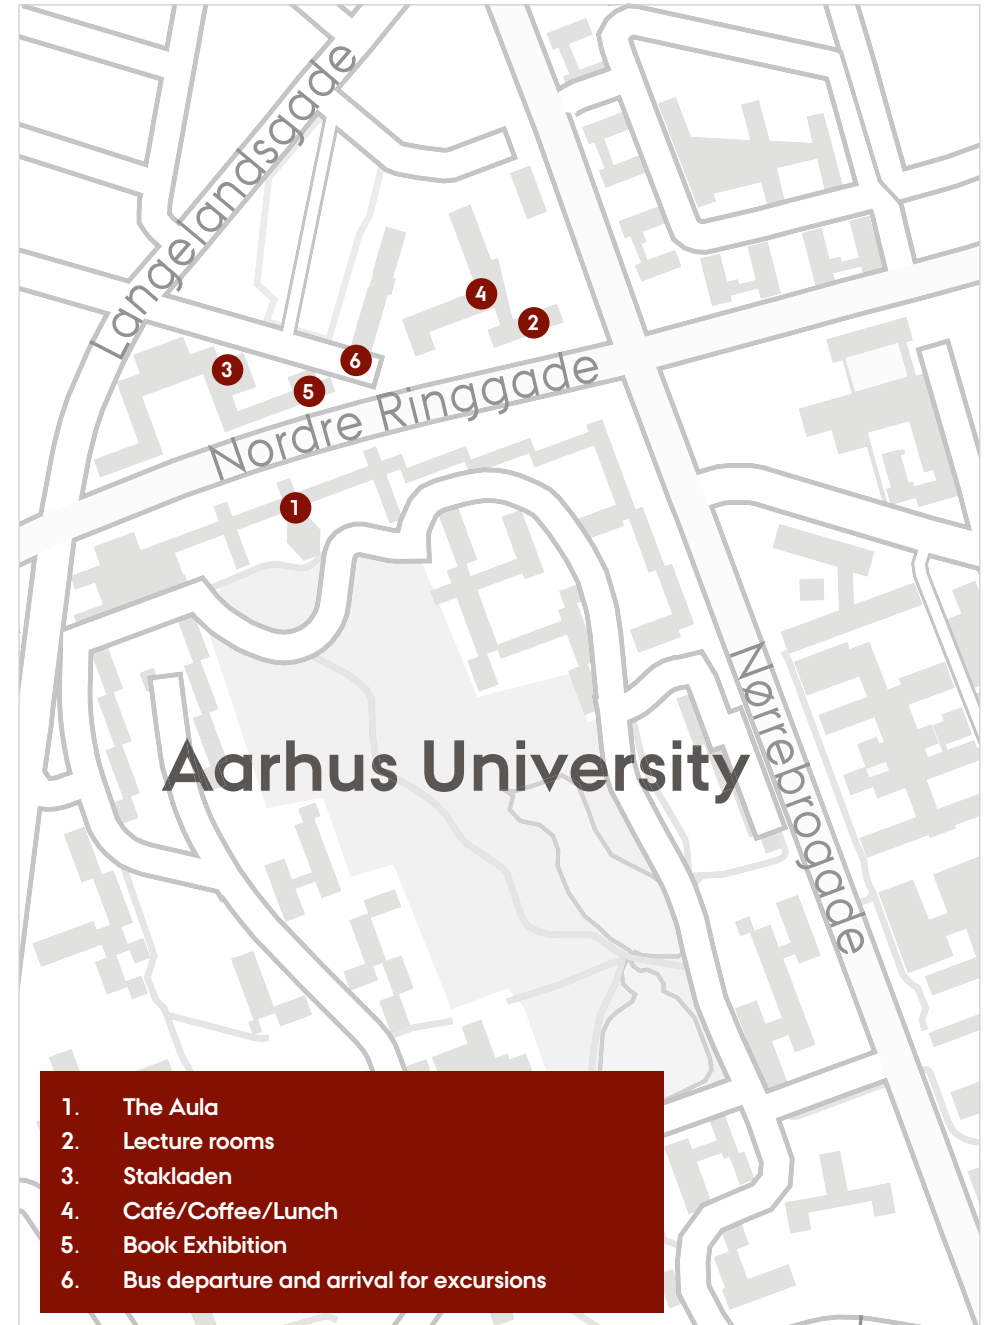 Langelandsgade
4
2
6
3
5
Nordre Ringgade
1
Nørrebrogade
Aarhus University
1. The Aula
2. Lecture rooms
3. Stakladen
4. Café/Coffee/Lunch
5. Book Exhibition
6. Bus departure and arrival for excursions